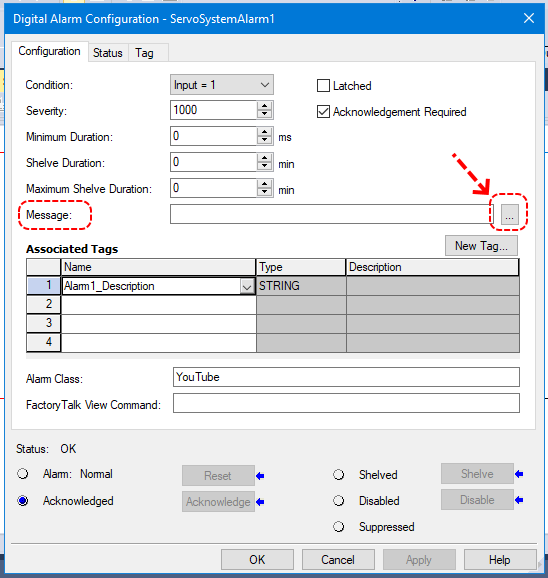 Digital Alarm Configuration - ServoSystemAlarm1
Configuration Status Tag
Condition: Input = 1 Latched
Severity: 1000 Acknowledgement Required
Minimum Duration: 0 ms
Shelve Duration: 0 min
Maximum Shelve Duration: 0 min
Message: ...
Associated Tags New Tag...
Name Type Description
1 Alarm1_Description STRING
2
3
4
Alarm Class: YouTube
FactoryTalk View Command:
Status: OK
Alarm: Normal Reset Shelved Shelve
Acknowledged Acknowledge Disabled Disable
Suppressed
OK Cancel Apply Help